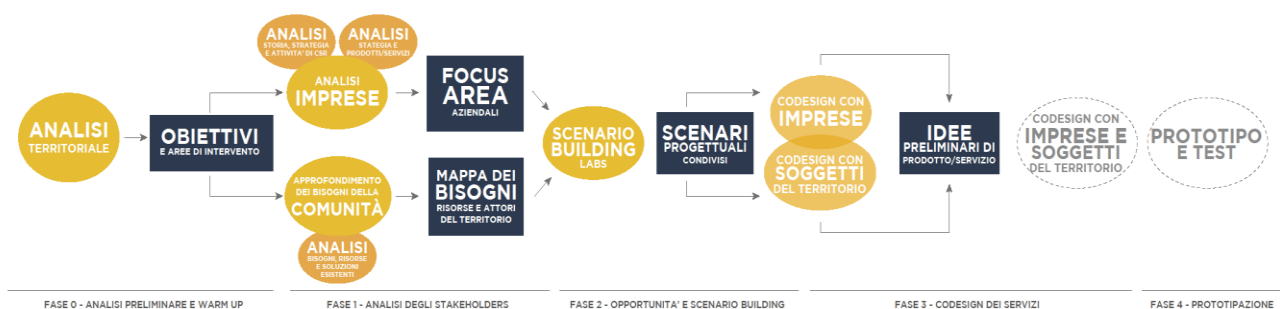 ANALISI
TERRITORIALE
OBIETTIVI
E AREE DI INTERVENTO
ANALISI
STORIA, STRATEGIA
E ATTIVITA' DI CSR
ANALISI
STATEGIA E
PRODOTTI/SERVIZI
ANALISI
IMPRESE
APPROFONDIMENTO
DEI BISOGNI DELLA
COMUNITÀ
ANALISI
BISOGNI, RISORSE
E SOLUZIONI
ESISTENTI
FOCUS
AREA
AZIENDALI
MAPPA DEI
BISOGNI
RISORSE E ATTORI
DEL TERRITORIO
SCENARIO
BUILDING
LABS
SCENARI
PROGETTUALI
CONDIVISI
CODESIGN CON
IMPRESE
CODESIGN CON
SOGGETTI
DEL TERRITORIO
IDEE
PRELIMINARI DI
PRODOTTO/SERVIZIO
CODESIGN CON
IMPRESE E
SOGGETTI
DEL TERRITORIO
PROTOTIPO
E TEST
FASE 0 - ANALISI PRELIMINARE E WARM UP
FASE 1 - ANALISI DEGLI STAKEHOLDERS
FASE 2 - OPPORTUNITA' E SCENARIO BUILDING
FASE 3 - CODESIGN DEI SERVIZI
FASE 4 - PROTOTIPAZIONE